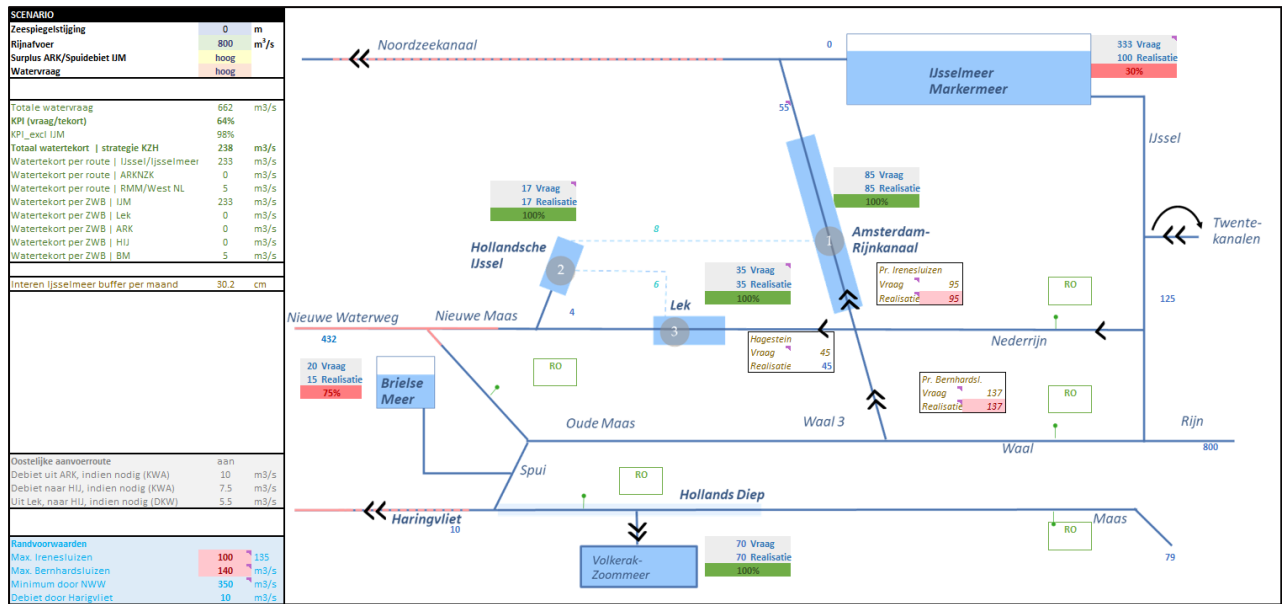 SCENARIO
Zeespiegelstijging 0 m
Rijnafvoer 800 m³/s
Surplus ARK/Spuidebiet IJM hoog
Watervraag hoog
Totale watervraag 662 m3/s
KPI (vraag/tekort) 64%
KPI_excl IJM 98%
Totaal watertekort | strategie KZH 238 m3/s
Watertekort per route | IJssel/Ijsselmeer 233 m3/s
Watertekort per route | ARKNZK 0 m3/s
Watertekort per route | RMM/West NL 5 m3/s
Watertekort per ZWB | IJM 233 m3/s
Watertekort per ZWB | Lek 0 m3/s
Watertekort per ZWB | ARK 0 m3/s
Watertekort per ZWB | HIJ 0 m3/s
Watertekort per ZWB | BM 5 m3/s
Interen Ijsselmeer buffer per maand 30.2 cm
Oostelijke aanvoerroute aan
Debiet uit ARK, indien nodig (KWA) 10 m3/s
Debiet naar HIJ, indien nodig (KWA) 7.5 m3/s
Uit Lek, naar HIJ, indien nodig (DKW) 5.5 m3/s
Randvoorwaarden
Max. Irenesluizen 100 135
Max. Bernhardsluizen 140 m3/s
Minimum door NWW 350 m3/s
Debiet door Harigvliet 10 m3/s
Noordzeekanaal
0
IJsselmeer
Markermeer
333 Vraag
100 Realisatie
30%
55
IJssel
85 Vraag
85 Realisatie
100%
17 Vraag
17 Realisatie
100%
Twente-
kanalen
8
1
Amsterdam-
Rijnkanaal
Hollandsche
IJssel
2
6
35 Vraag
35 Realisatie
100%
Pr. Irenesluizen
Vraag 95
Realisatie 95
RO
125
4
Lek
3
Nieuwe Waterweg
Nieuwe Maas
432
Nederrijn
Hagestein
Vraag 45
Realisatie 45
20 Vraag
15 Realisatie
75%
Brielse
Meer
RO
Pr. Bernhardsl.
Vraag 137
Realisatie 137
RO
Oude Maas
Waal 3
Waal
Rijn
800
Spui
RO
Hollands Diep
Haringvliet
10
Maas
RO
79
Volkerak-
Zoommeer
70 Vraag
70 Realisatie
100%